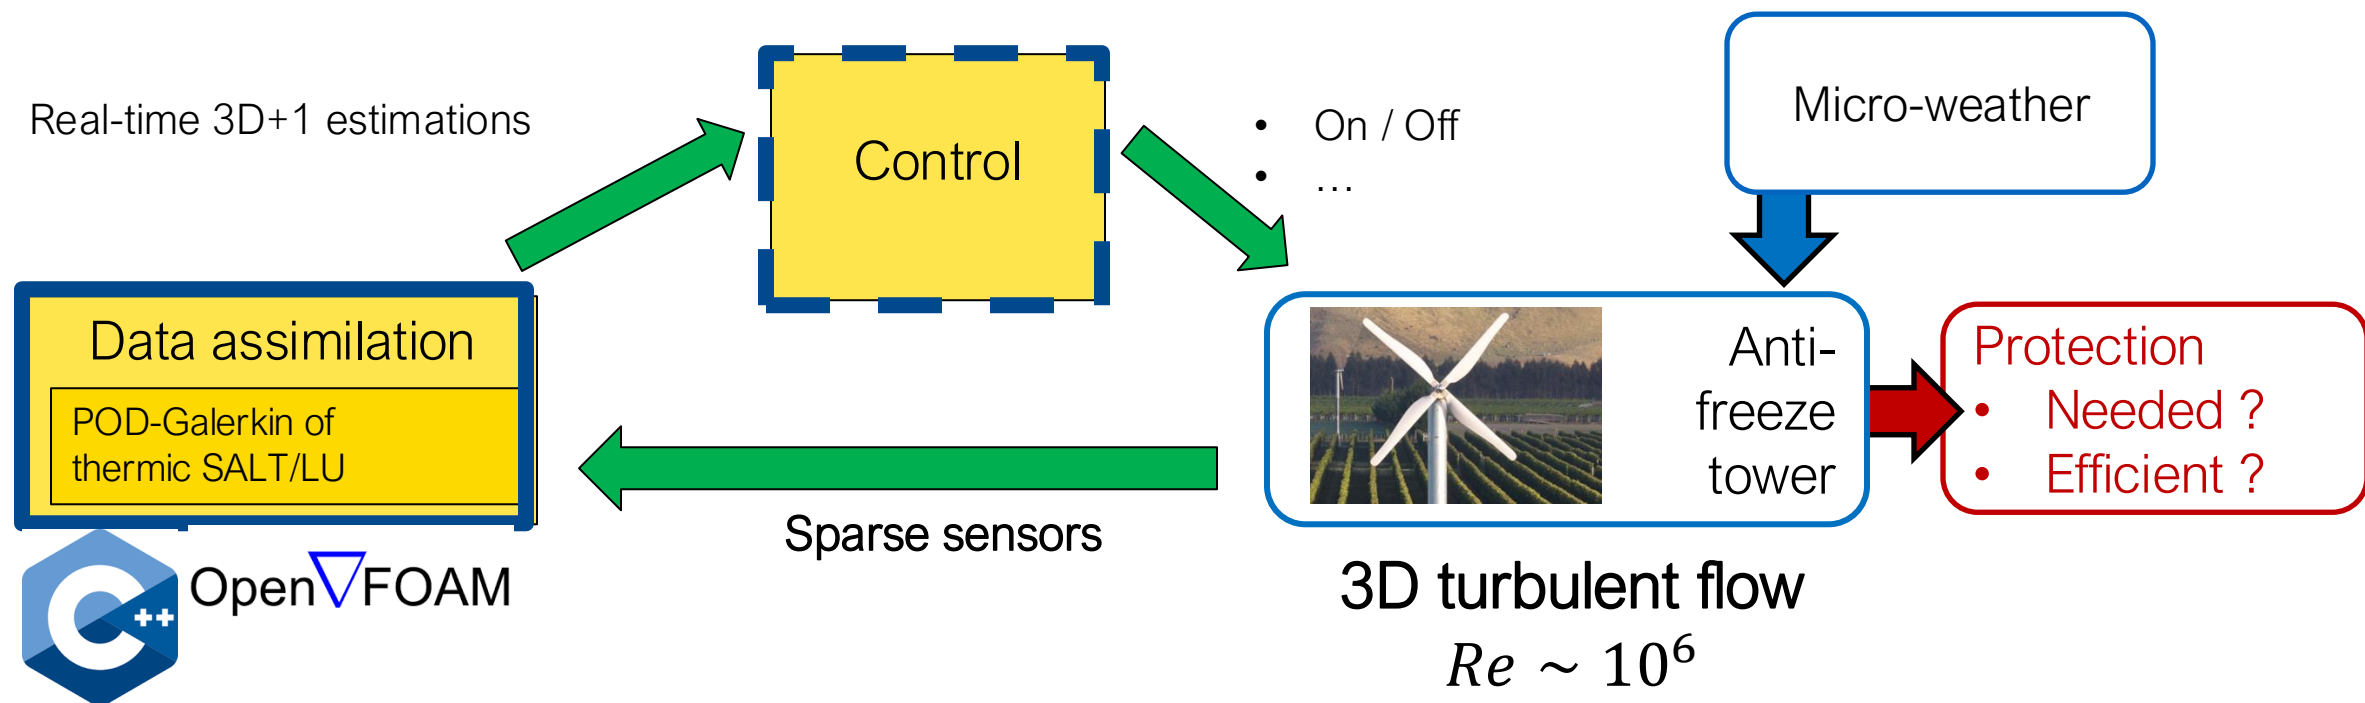 Real-time 3D+1 estimations
Control
• On / Off
• …
Micro-weather
Data assimilation
POD-Galerkin of
thermic SALT/LU
C++
Open∇FOAM
Sparse sensors
Anti-
freeze
tower
3D turbulent flow
Re ~ 10⁶
Protection
• Needed ?
• Efficient ?